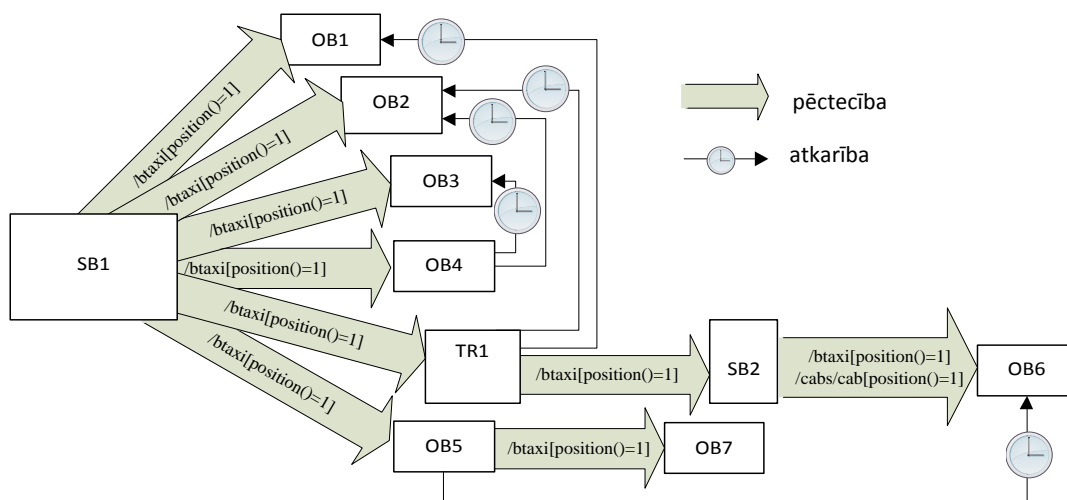 OB1
/btaxi[position()=1]
OB2
/btaxi[position()=1]
pēctecība
atkarība
OB3
/btaxi[position()=1]
SB1
/btaxi[position()=1]
OB4
/btaxi[position()=1]
TR1
/btaxi[position()=1]
SB2
/btaxi[position()=1]
/cabs/cab[position()=1]
OB6
/btaxi[position()=1]
OB5
/btaxi[position()=1]
OB7